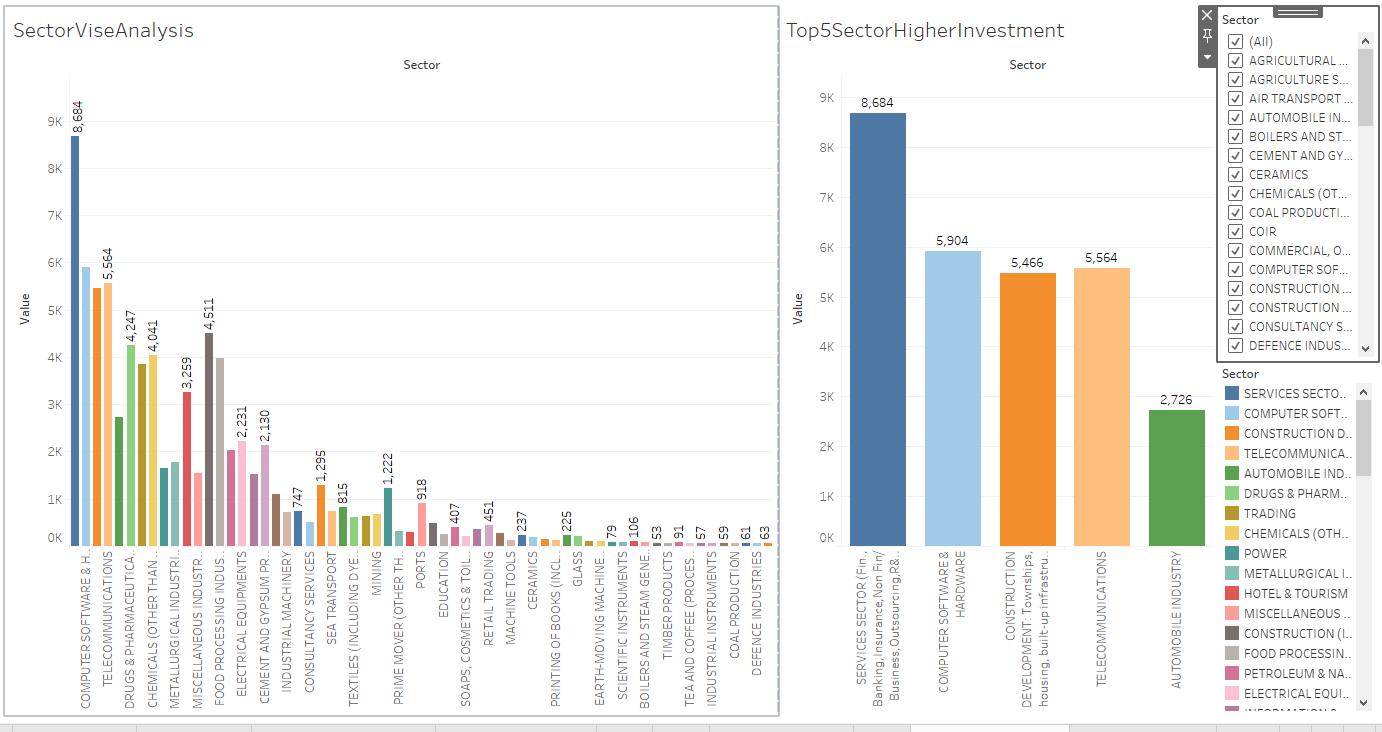 SectorViseAnalysis
Sector
Value
9K
8K
7K
6K
5K
4K
3K
2K
1K
0K
8,684
5,564
4,247
4,041
3,259
4,511
2,231
2,130
747
1,295
815
1,222
918
407
451
237
225
79
106
53
91
57
59
61
63
COMPUTER SOFTWARE & H..
TELECOMMUNICATIONS
DRUGS & PHARMACEUTICA..
CHEMICALS (OTHER THAN ..
METALLURGICAL INDUSTRI..
MISCELLANEOUS INDUSTR..
FOOD PROCESSING INDUS..
ELECTRICAL EQUIPMENTS
CEMENT AND GYPSUM PR..
INDUSTRIAL MACHINERY
CONSULTANCY SERVICES
SEA TRANSPORT
TEXTILES (INCLUDING DYE..
MINING
PRIME MOVER (OTHER TH..
PORTS
EDUCATION
SOAPS, COSMETICS & TOIL..
RETAIL TRADING
MACHINE TOOLS
CERAMICS
PRINTING OF BOOKS (INCL..
GLASS
EARTH-MOVING MACHINE..
SCIENTIFIC INSTRUMENTS
BOILERS AND STEAM GENE..
TIMBER PRODUCTS
TEA AND COFFEE (PROCES..
INDUSTRIAL INSTRUMENTS
COAL PRODUCTION
DEFENCE INDUSTRIES
Top5SectorHigherInvestment
Sector
Value
9K
8K
7K
6K
5K
4K
3K
2K
1K
0K
8,684
5,904
5,466
5,564
2,726
SERVICES SECTOR (Fin.,
Banking,Insurance,Non Fin/
Business,Outsourcing,R&..
COMPUTER SOFTWARE &
HARDWARE
CONSTRUCTION
DEVELOPMENT: Townships,
housing, built-up infrastru..
TELECOMMUNICATIONS
AUTOMOBILE INDUSTRY
Sector
(All)
AGRICULTURAL ...
AGRICULTURE S...
AIR TRANSPORT ...
AUTOMOBILE IN...
BOILERS AND ST...
CEMENT AND GY...
CERAMICS
CHEMICALS (OT...
COAL PRODUCTI...
COIR
COMMERCIAL, O...
COMPUTER SOF...
CONSTRUCTION ...
CONSTRUCTION ...
CONSULTANCY S...
DEFENCE INDUS...
Sector
SERVICES SECTO..
COMPUTER SOFT..
CONSTRUCTION D..
TELECOMMUNICA..
AUTOMOBILE IND..
DRUGS & PHARM..
TRADING
CHEMICALS (OTH..
POWER
METALLURGICAL I..
HOTEL & TOURISM
MISCELLANEOUS ..
CONSTRUCTION (I..
FOOD PROCESSIN..
PETROLEUM & NA..
ELECTRICAL EQUI..